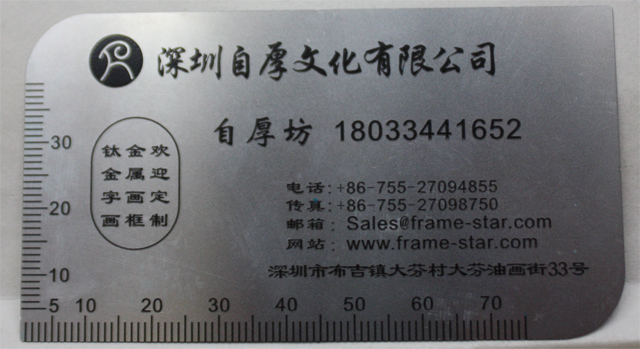 深圳自厚文化有限公司
自厚坊 18033441652
欢迎定制
金属画框
钛金字画
电话:+86-755-27094855
传真:+86-755-27098750
邮箱: Sales@frame-star.com
网站: www.frame-star.com
深圳市布吉镇大芬村大芬油画街33号
30
20
10
5 10 20 30 40 50 60 70